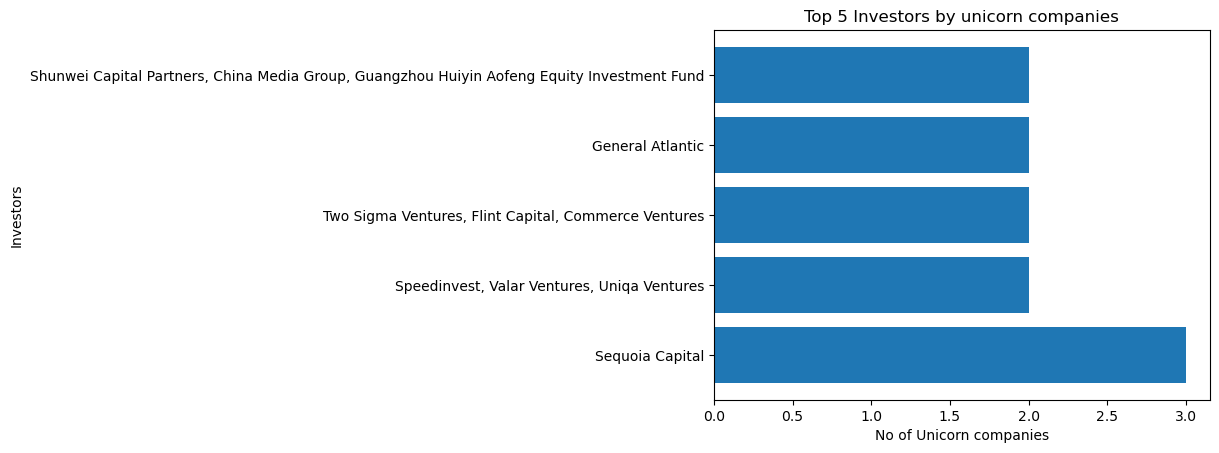 Top 5 Investors by unicorn companies
Shunwei Capital Partners, China Media Group, Guangzhou Huiyin Aofeng Equity Investment Fund
General Atlantic
Two Sigma Ventures, Flint Capital, Commerce Ventures
Speedinvest, Valar Ventures, Uniqa Ventures
Sequoia Capital
Investors
0.0 0.5 1.0 1.5 2.0 2.5 3.0
No of Unicorn companies